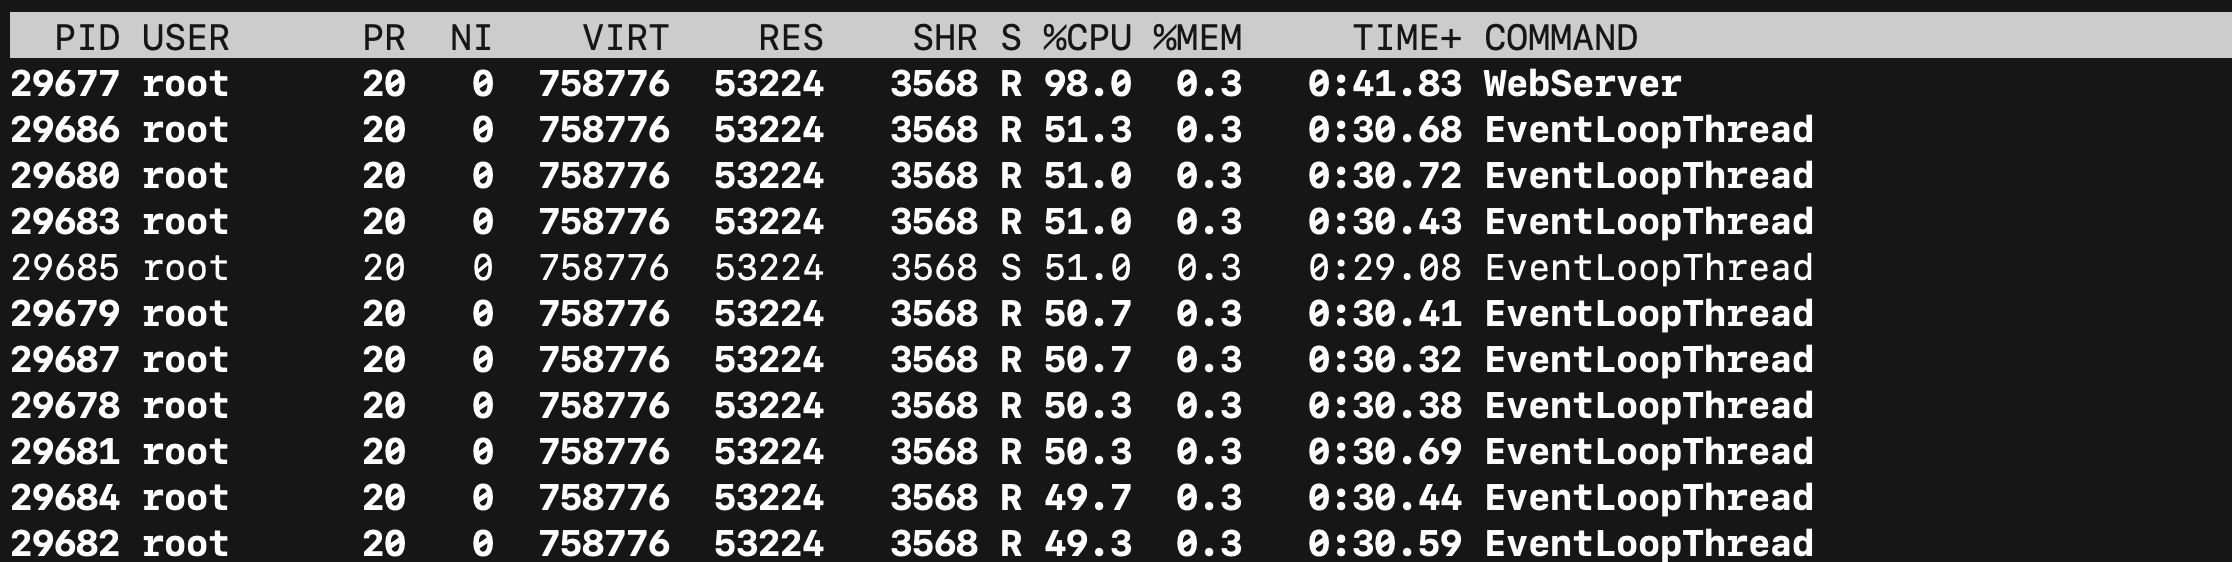 PID USER PR NI VIRT RES SHR S %CPU %MEM TIME+ COMMAND
29677 root 20 0 758776 53224 3568 R 98.0 0.3 0:41.83 WebServer
29686 root 20 0 758776 53224 3568 R 51.3 0.3 0:30.68 EventLoopThread
29680 root 20 0 758776 53224 3568 R 51.0 0.3 0:30.72 EventLoopThread
29683 root 20 0 758776 53224 3568 R 51.0 0.3 0:30.43 EventLoopThread
29685 root 20 0 758776 53224 3568 S 51.0 0.3 0:29.08 EventLoopThread
29679 root 20 0 758776 53224 3568 R 50.7 0.3 0:30.41 EventLoopThread
29687 root 20 0 758776 53224 3568 R 50.7 0.3 0:30.32 EventLoopThread
29678 root 20 0 758776 53224 3568 R 50.3 0.3 0:30.38 EventLoopThread
29681 root 20 0 758776 53224 3568 R 50.3 0.3 0:30.69 EventLoopThread
29684 root 20 0 758776 53224 3568 R 49.7 0.3 0:30.44 EventLoopThread
29682 root 20 0 758776 53224 3568 R 49.3 0.3 0:30.59 EventLoopThread